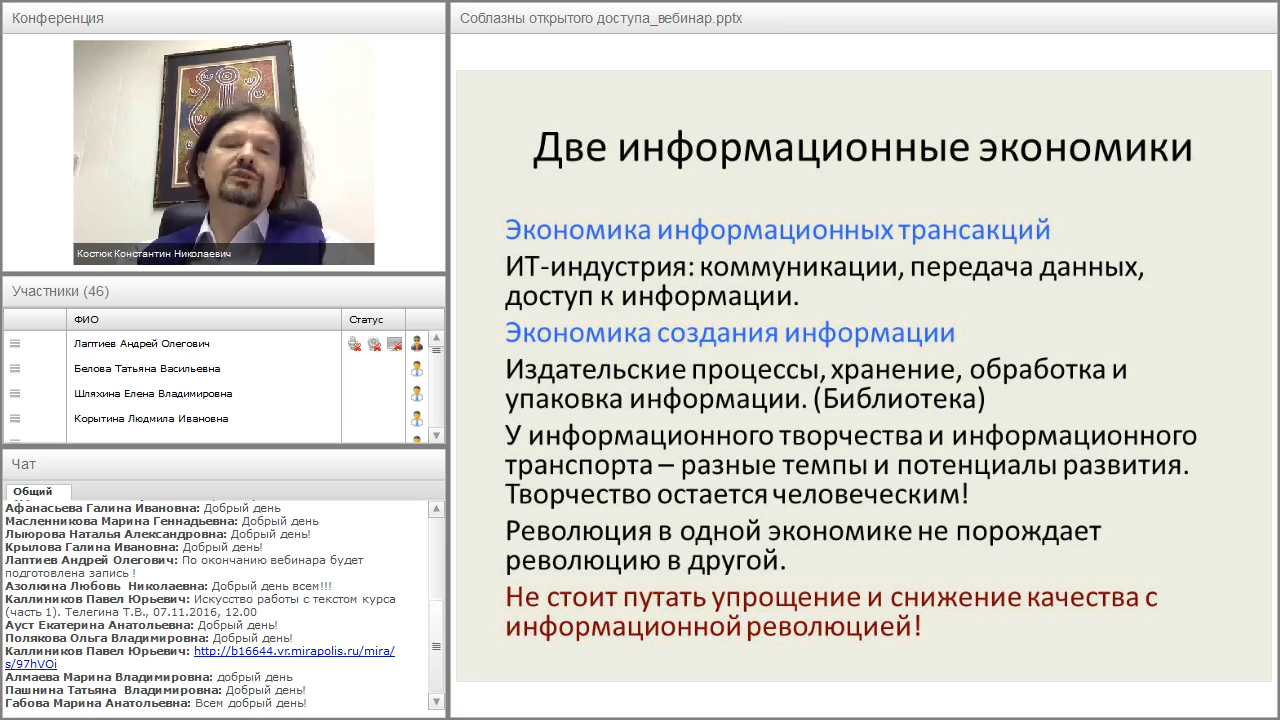 Конференция
Костюк Константин Николаевич
Участники (46)
ФИО Статус
Лаптиев Андрей Олегович
Белова Татьяна Васильевна
Шляхина Елена Владимировна
Корытина Людмила Ивановна
Чат
Общий
Афанасьева Галина Ивановна: Добрый день
Масленникова Марина Геннадьевна: Добрый день
Лыюрова Наталья Александровна: Добрый день!
Крылова Галина Ивановна: Добрый день!
Лаптиев Андрей Олегович: По окончанию вебинара будет
подготовлена запись !
Азолкина Любовь Николаевна: Добрый день всем!!!
Каллиников Павел Юрьевич: Искусство работы с текстом курса
(часть 1). Телегина Т.В., 07.11.2016, 12.00
Ауст Екатерина Анатольевна: Добрый день!
Полякова Ольга Владимировна: Добрый день!
Каллиников Павел Юрьевич: http://b16644.vr.mirapolis.ru/mira/
s/97hVOi
Алмаева Марина Владимировна: добрый день
Пашнина Татьяна Владимировна: Добрый день!
Габова Марина Анатольевна: Всем добрый день!
Соблазны открытого доступа_вебинар.pptx
Две информационные экономики
Экономика информационных трансакций
ИТ-индустрия: коммуникации, передача данных,
доступ к информации.
Экономика создания информации
Издательские процессы, хранение, обработка и
упаковка информации. (Библиотека)
У информационного творчества и информационного
транспорта – разные темпы и потенциалы развития.
Творчество остается человеческим!
Революция в одной экономике не порождает
революцию в другой.
Не стоит путать упрощение и снижение качества с
информационной революцией!